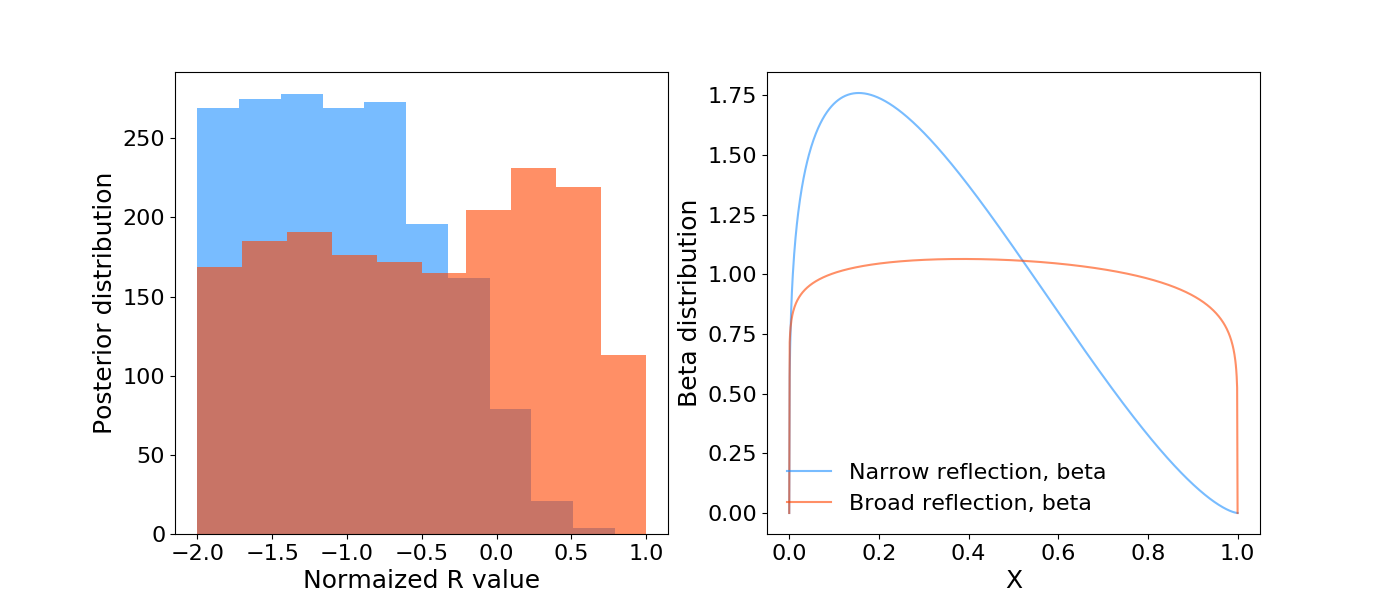 Posterior distribution
250
200
150
100
50
0
−2.0 −1.5 −1.0 −0.5 0.0 0.5 1.0
Normaized R value
Beta distribution
1.75
1.50
1.25
1.00
0.75
0.50
0.25
0.00
Narrow reflection, beta
Broad reflection, beta
0.0 0.2 0.4 0.6 0.8 1.0
X